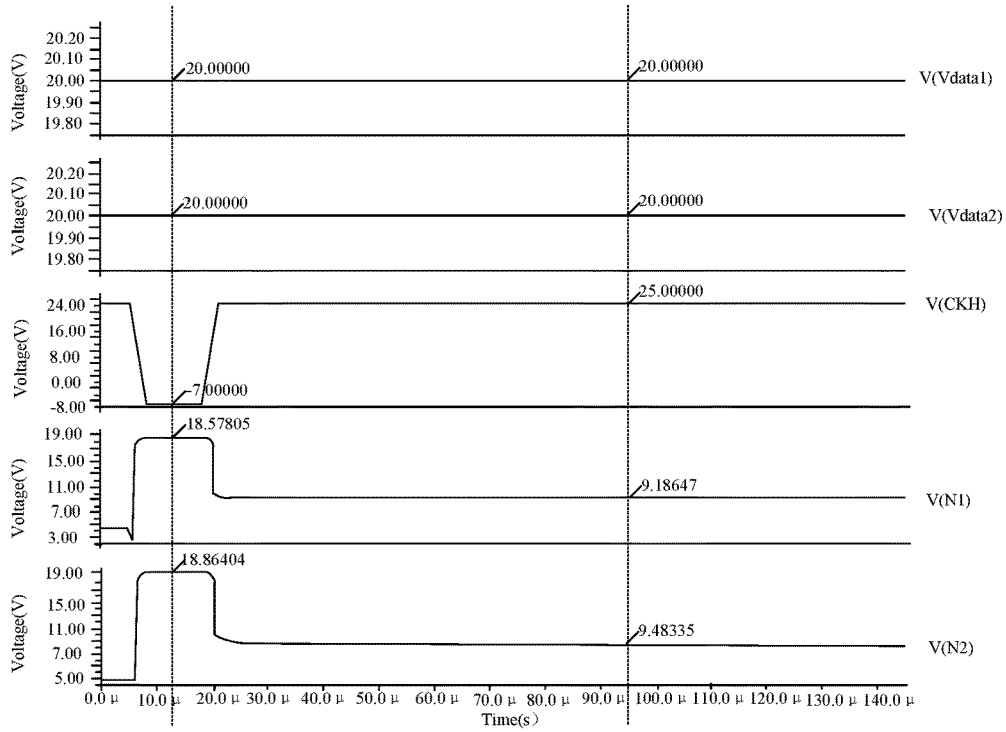 Voltage(V)
20.20
20.10
20.00
19.90
19.80
20.00000
20.00000
V(Vdata1)
Voltage(V)
20.20
20.10
20.00
19.90
19.80
20.00000
20.00000
V(Vdata2)
Voltage(V)
24.00
16.00
8.00
0.00
-8.00
-7.00000
25.00000
V(CKH)
Voltage(V)
19.00
15.00
11.00
7.00
3.00
18.57805
9.18647
V(N1)
Voltage(V)
19.00
15.00
11.00
7.00
5.00
18.86404
9.48335
V(N2)
0.0 μ 10.0 μ 20.0 μ 30.0 μ 40.0 μ 50.0 μ 60.0 μ 70.0 μ 80.0 μ 90.0 μ 100.0 μ 110.0 μ 120.0 μ 130.0 μ 140.0 μ
Time(s)